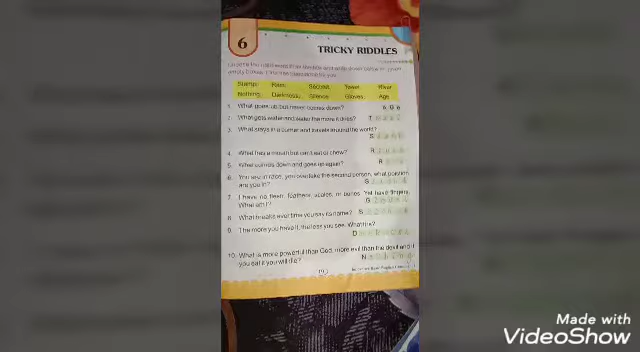 6
TRICKY RIDDLES
Stamp Rain Second Towel River
Nothing Darkness Silence Gloves Age
1. What goes up but never comes down? A g e
2. What gets wetter and wetter the more it dries? T o w e l
3. What stays in a corner and travels around the world?
S t a m p
4. What has a mouth but can't eat or chew? R i v e r
5. What comes down and goes up again? R a i n
6. You are in race, you overtake the second person, what position
are you in? S e c o n d
7. I have no flesh, feathers, scales, or bones. Yet have fingers.
What am I? G l o v e s
8. What breaks ever time you say its name? S i l e n c e
9. The more you have it, the less you see. What is it?
D a r k n e s s
10. What is more powerful than God, more evil than the devil and if
you eat it you will die? N o t h i n g
Made with
VideoShow